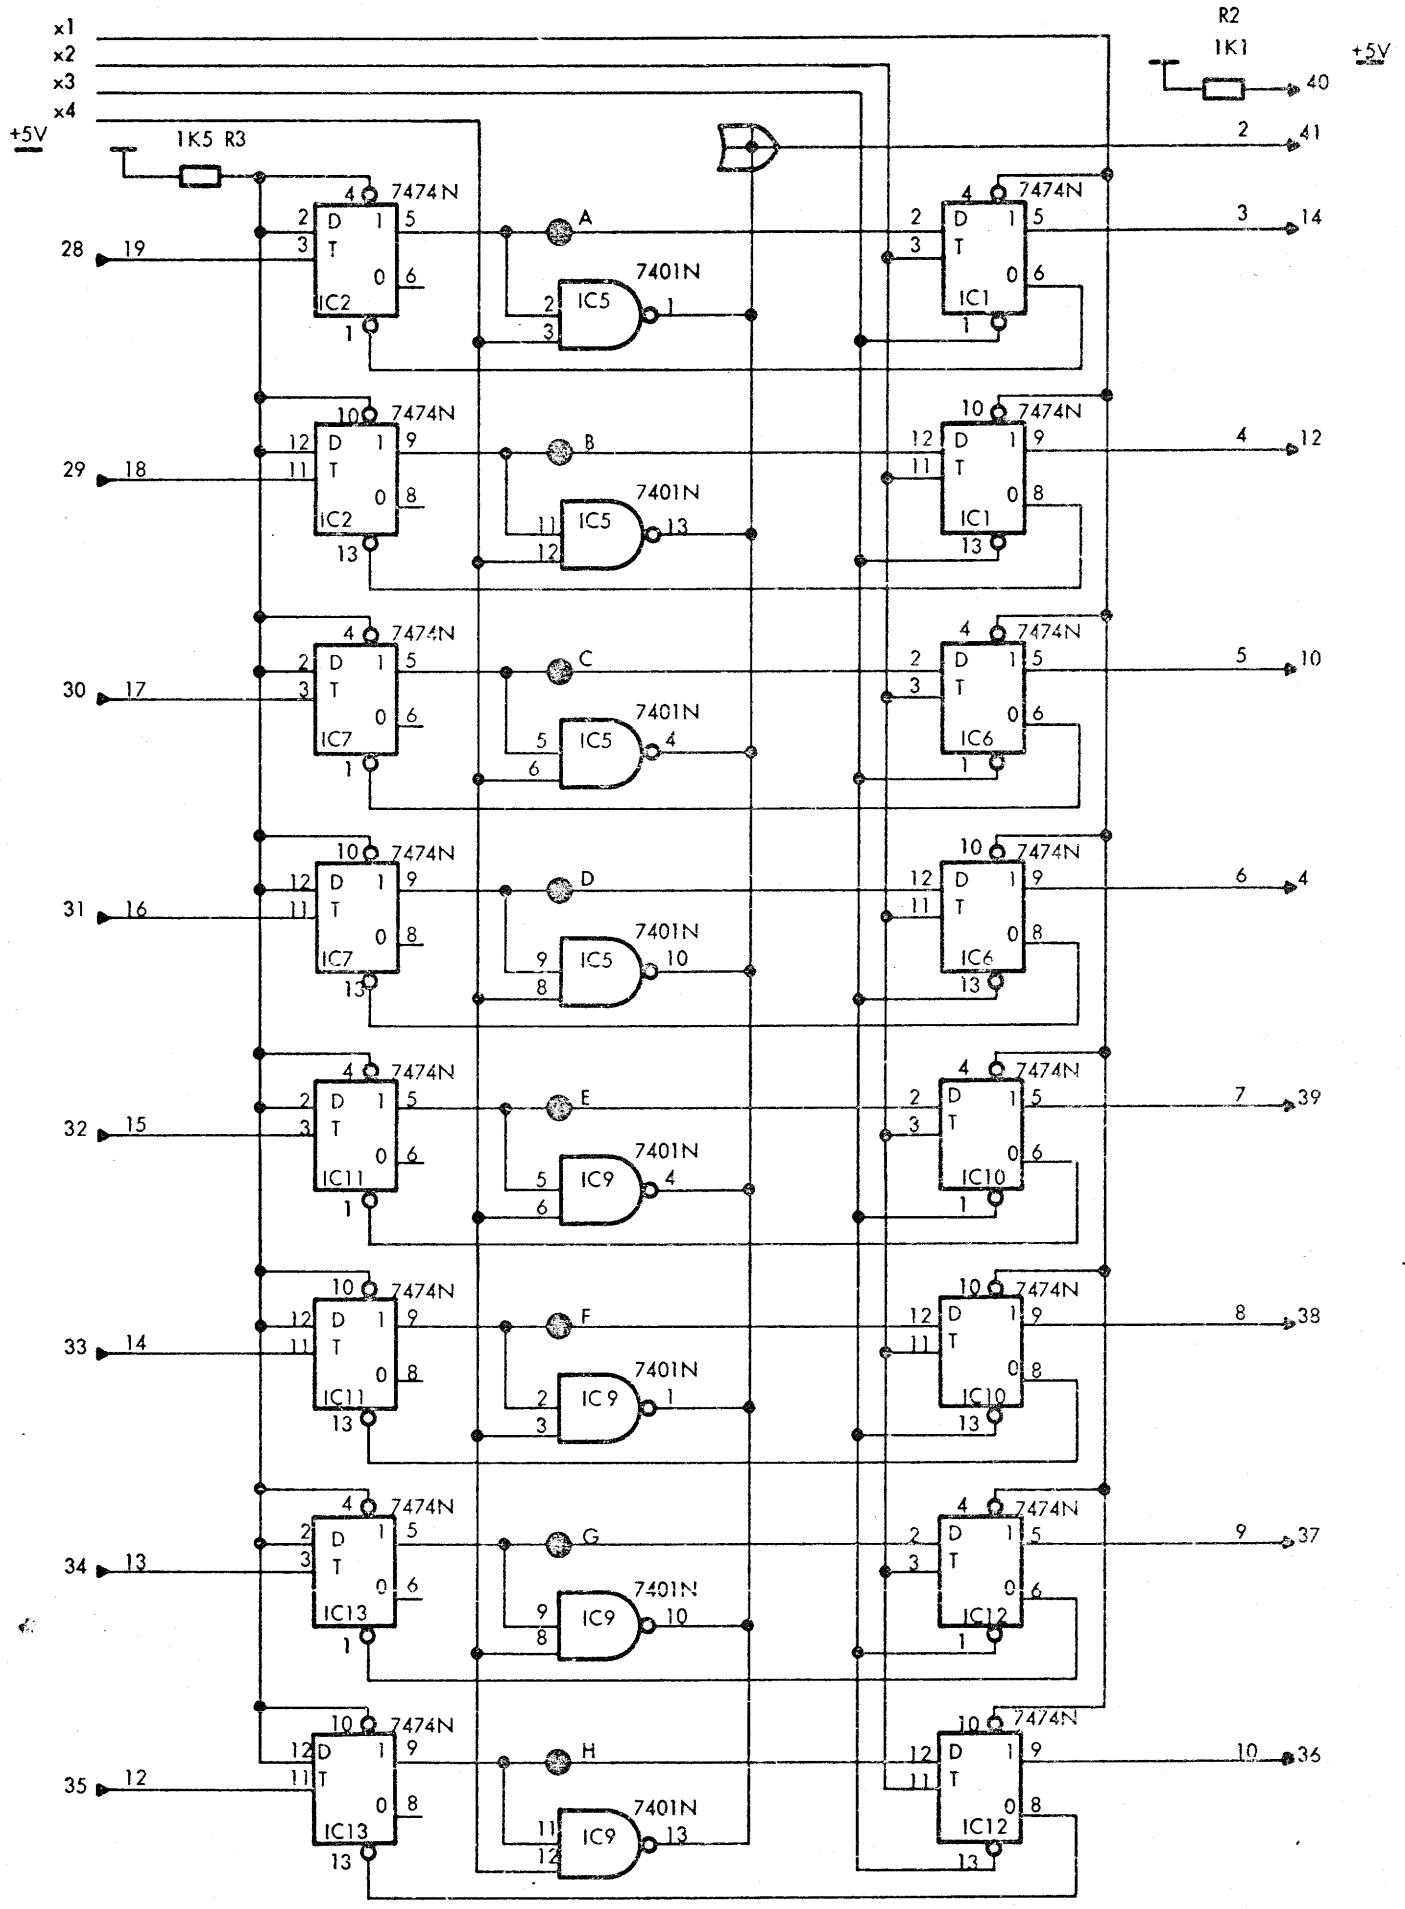 x1
x2
x3
x4
R2
1K1
+5V
40
+5V
1K5 R3
2
41
4
7474N
2
D
1
5
3
T
0
6
IC2
1
28
19
A
7401N
IC5
2
3
1
4
7474N
2
D
1
5
3
T
0
6
IC1
1
3
14
10
7474N
12
D
1
9
11
T
0
8
IC2
13
29
18
B
7401N
IC5
11
12
13
10
7474N
12
D
1
9
11
T
0
8
IC1
13
4
12
4
7474N
2
D
1
5
3
T
0
6
IC7
1
30
17
C
7401N
IC5
5
6
4
4
7474N
2
D
1
5
3
T
0
6
IC6
1
5
10
10
7474N
12
D
1
9
11
T
0
8
IC7
13
31
16
D
7401N
IC5
9
8
10
10
7474N
12
D
1
9
11
T
0
8
IC6
13
6
4
4
7474N
2
D
1
5
3
T
0
6
IC11
1
32
15
E
7401N
IC9
5
6
4
4
7474N
2
D
1
5
3
T
0
6
IC10
1
7
39
10
7474N
12
D
1
9
11
T
0
8
IC11
13
33
14
F
7401N
IC9
2
3
1
10
7474N
12
D
1
9
11
T
0
8
IC10
13
8
38
4
7474N
2
D
1
5
3
T
0
6
IC13
1
34
13
G
7401N
IC9
9
8
10
4
7474N
2
D
1
5
3
T
0
6
IC12
1
9
37
10
7474N
12
D
1
9
11
T
0
8
IC13
13
35
12
H
7401N
IC9
11
12
13
10
7474N
12
D
1
9
11
T
0
8
IC12
13
10
36